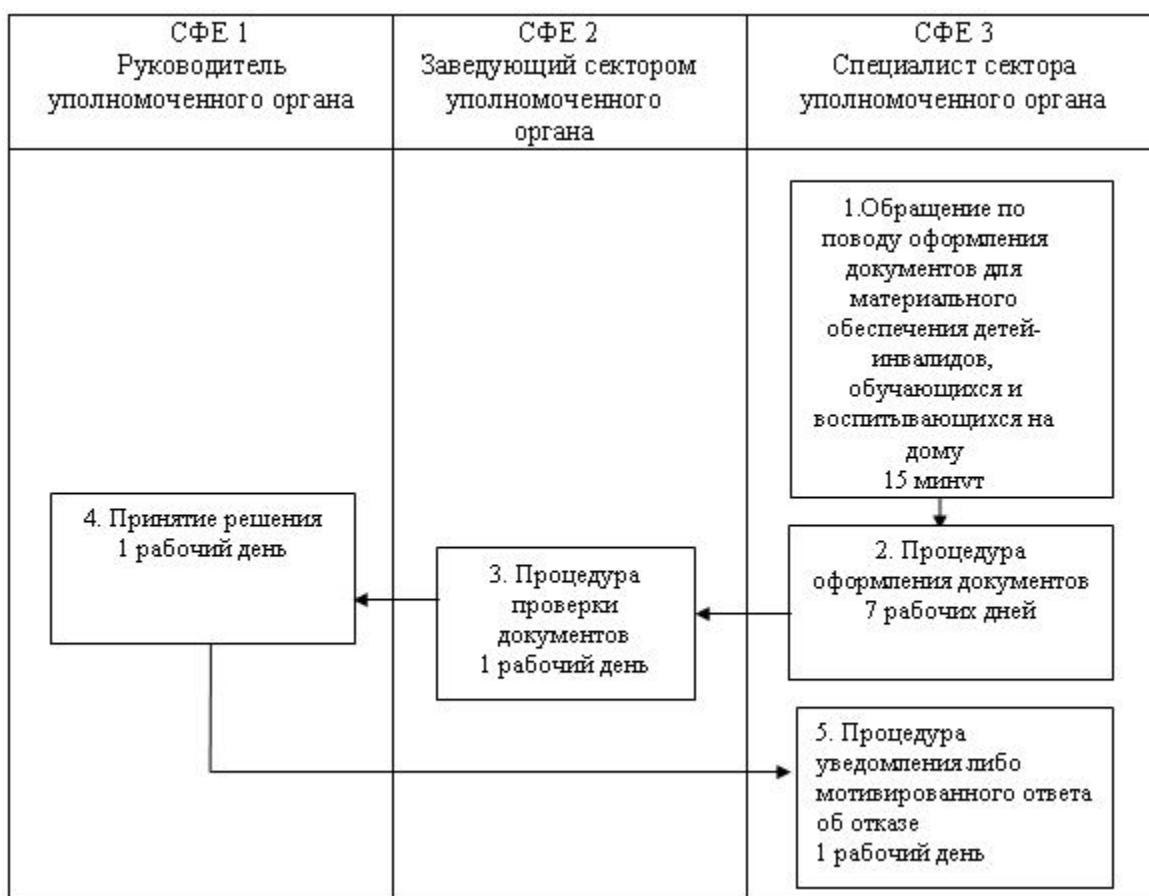 СФЕ 1
Руководитель
уполномоченного органа
СФЕ 2
Заведующий сектором
уполномоченного
органа
СФЕ 3
Специалист сектора
уполномоченного органа
1.Обращение по
поводу оформления
документов для
материального
обеспечения детей-
инвалидов,
обучающихся и
воспитывающихся на
дому
15 минут
2. Процедура
оформления документов
7 рабочих дней
3. Процедура
проверки
документов
1 рабочий день
4. Принятие решения
1 рабочий день
5. Процедура
уведомления либо
мотивированного ответа
об отказе
1 рабочий день